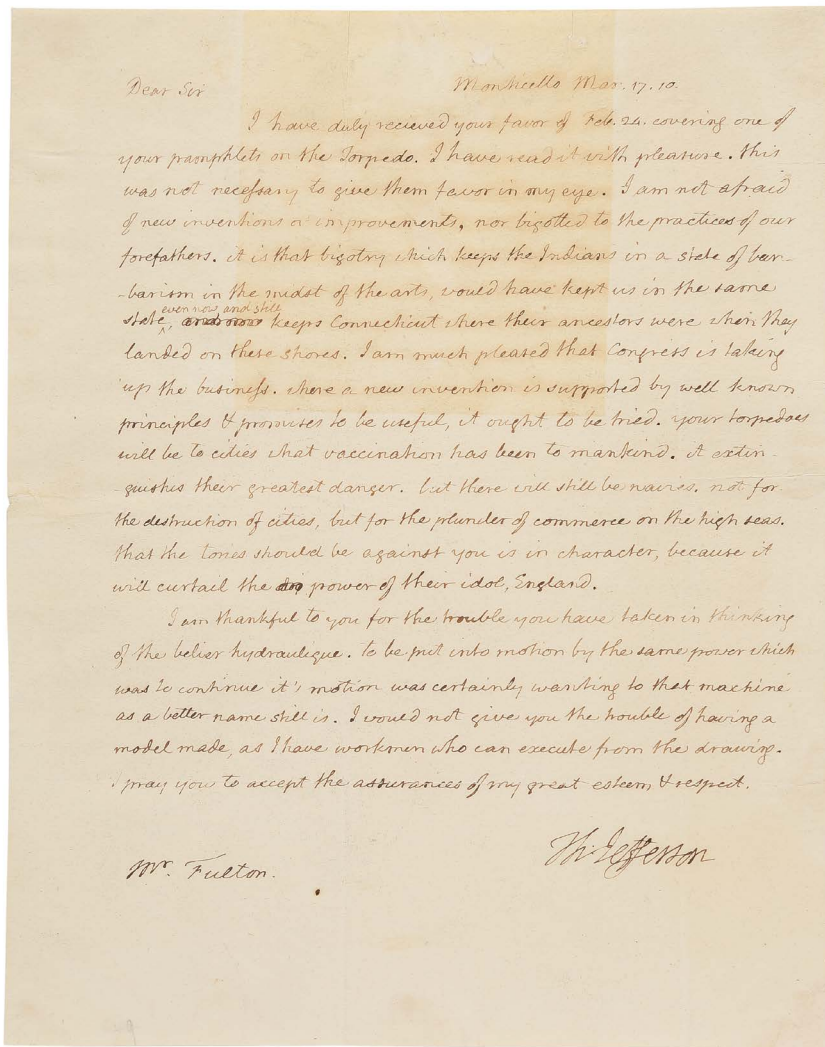 Dear Sir Monticello Mar. 17. 10.
I have duly recieved your favor of Feb. 24. covering one of
your pamphlets on the Torpedo. I have read it with pleasure. this
was not necessary to give them favor in my eye. I am not afraid
of new inventions or improvements, nor bigotted to the practices of our
forefathers. it is that bigotry which keeps the Indians in a state of bar-
-barism in the midst of the arts, would have kept us in the same
even now and still
state, and now keeps Connecticut where their ancestors were when they
landed on these shores. I am much pleased that Congress is taking
up the business. where a new invention is supported by well known
principles & promises to be useful, it ought to be tried. your torpedoes
will be to cities what vaccination has been to mankind. it extin-
-guishes their greatest danger. but there will still be navies. not for
the destruction of cities, but for the plunder of commerce on the high seas.
that the tories should be against you is in character, because it
will curtail the power of their idol, England.
I am thankful to you for the trouble you have taken in thinking
of the belier hydraulique. to be put into motion by the same power which
was to continue it's motion was certainly wanting to that machine
as a better name still is. I would not give you the trouble of having a
model made, as I have workmen who can execute from the drawing.
I pray you to accept the assurances of my great esteem & respect.
Th: Jefferson
Mr. Fulton.